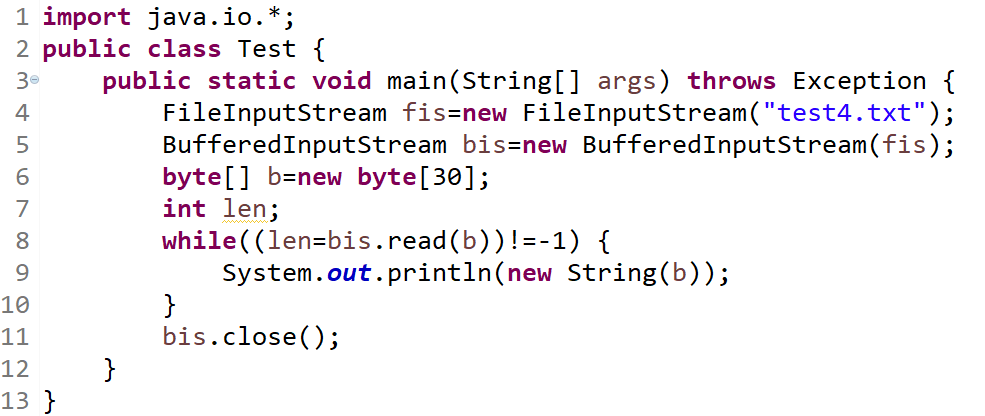 1 import java.io.*;
2 public class Test {
3 public static void main(String[] args) throws Exception {
4 FileInputStream fis=new FileInputStream("test4.txt");
5 BufferedInputStream bis=new BufferedInputStream(fis);
6 byte[] b=new byte[30];
7 int len;
8 while((len=bis.read(b))!=-1) {
9 System.out.println(new String(b));
10 }
11 bis.close();
12 }
13 }